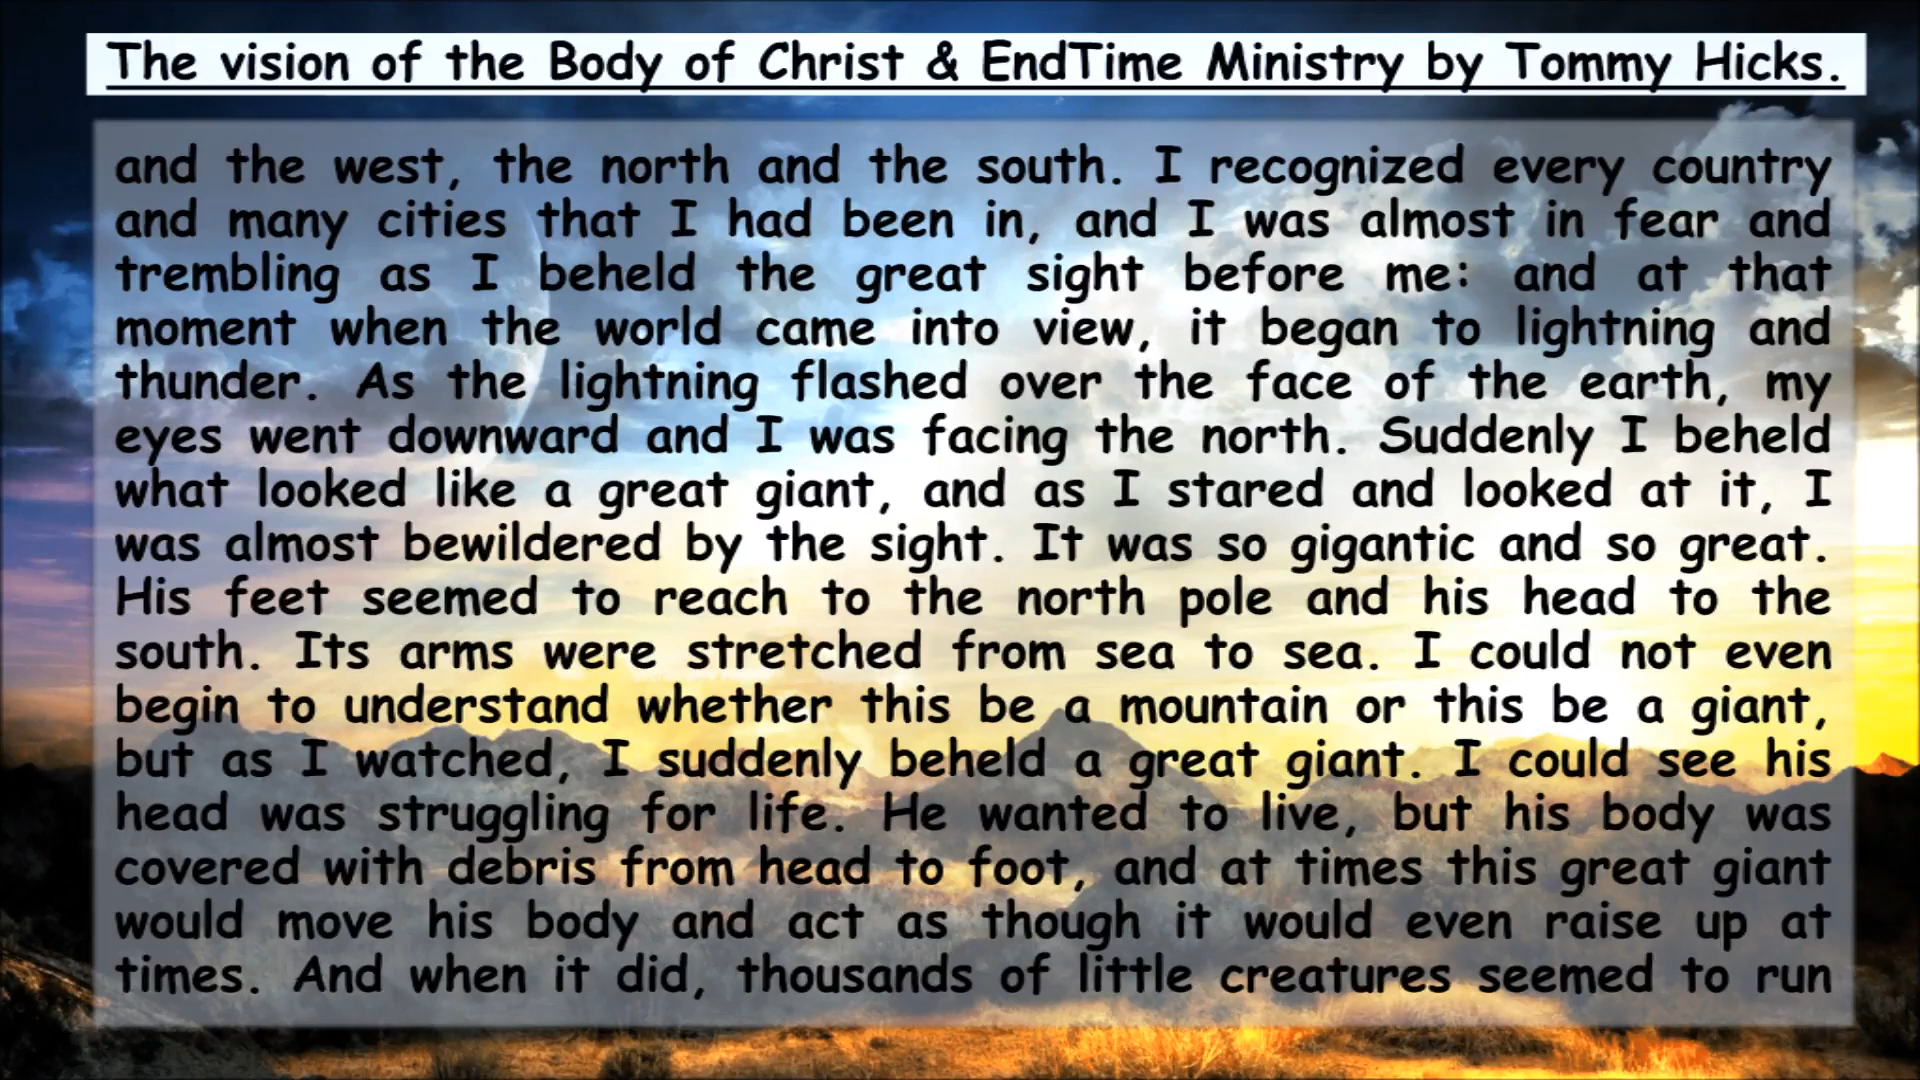 The vision of the Body of Christ & EndTime Ministry by Tommy Hicks.
and the west, the north and the south. I recognized every country
and many cities that I had been in, and I was almost in fear and
trembling as I beheld the great sight before me: and at that
moment when the world came into view, it began to lightning and
thunder. As the lightning flashed over the face of the earth, my
eyes went downward and I was facing the north. Suddenly I beheld
what looked like a great giant, and as I stared and looked at it, I
was almost bewildered by the sight. It was so gigantic and so great.
His feet seemed to reach to the north pole and his head to the
south. Its arms were stretched from sea to sea. I could not even
begin to understand whether this be a mountain or this be a giant,
but as I watched, I suddenly beheld a great giant. I could see his
head was struggling for life. He wanted to live, but his body was
covered with debris from head to foot, and at times this great giant
would move his body and act as though it would even raise up at
times. And when it did, thousands of little creatures seemed to run